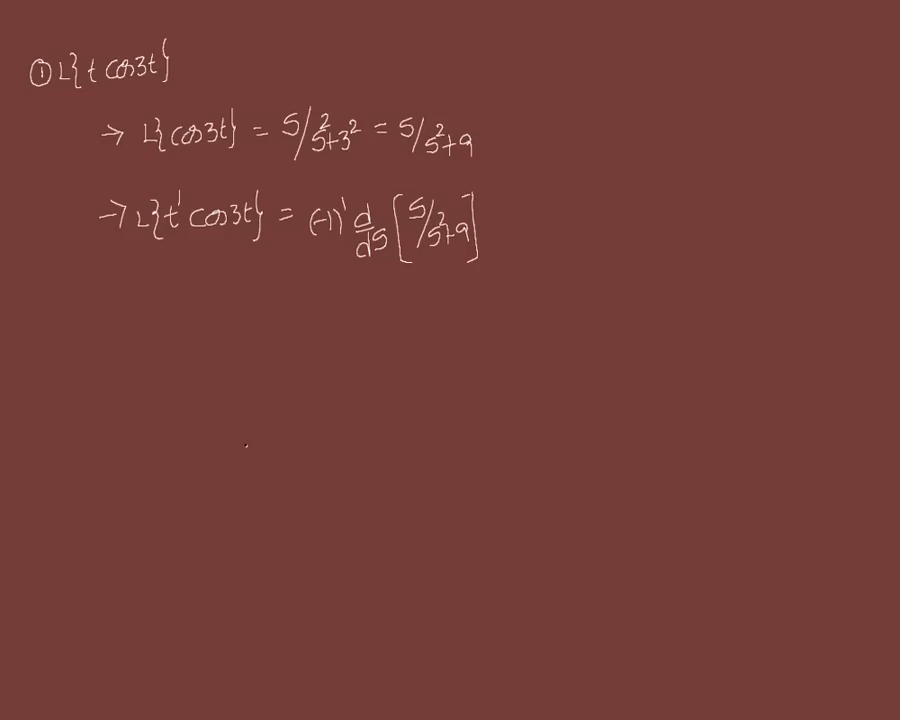 ① L{t cos3t}
→ L{cos3t} = S/S²+3² = S/S²+9
→ L{t¹ cos3t} = (-1)¹ d/dS [S/S²+9]